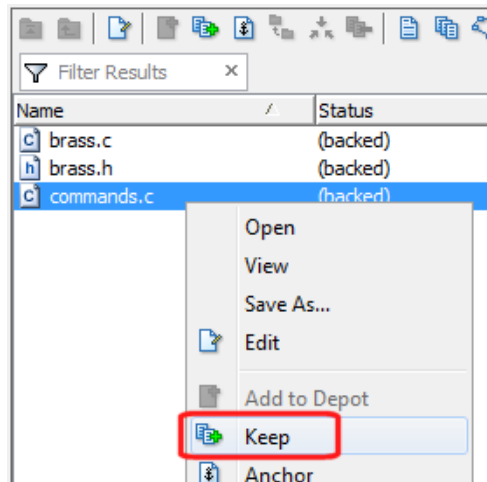 Filter Results
Name Status
brass.c (backed)
brass.h (backed)
commands.c (backed)
Open
View
Save As...
Edit
Add to Depot
Keep
Anchor